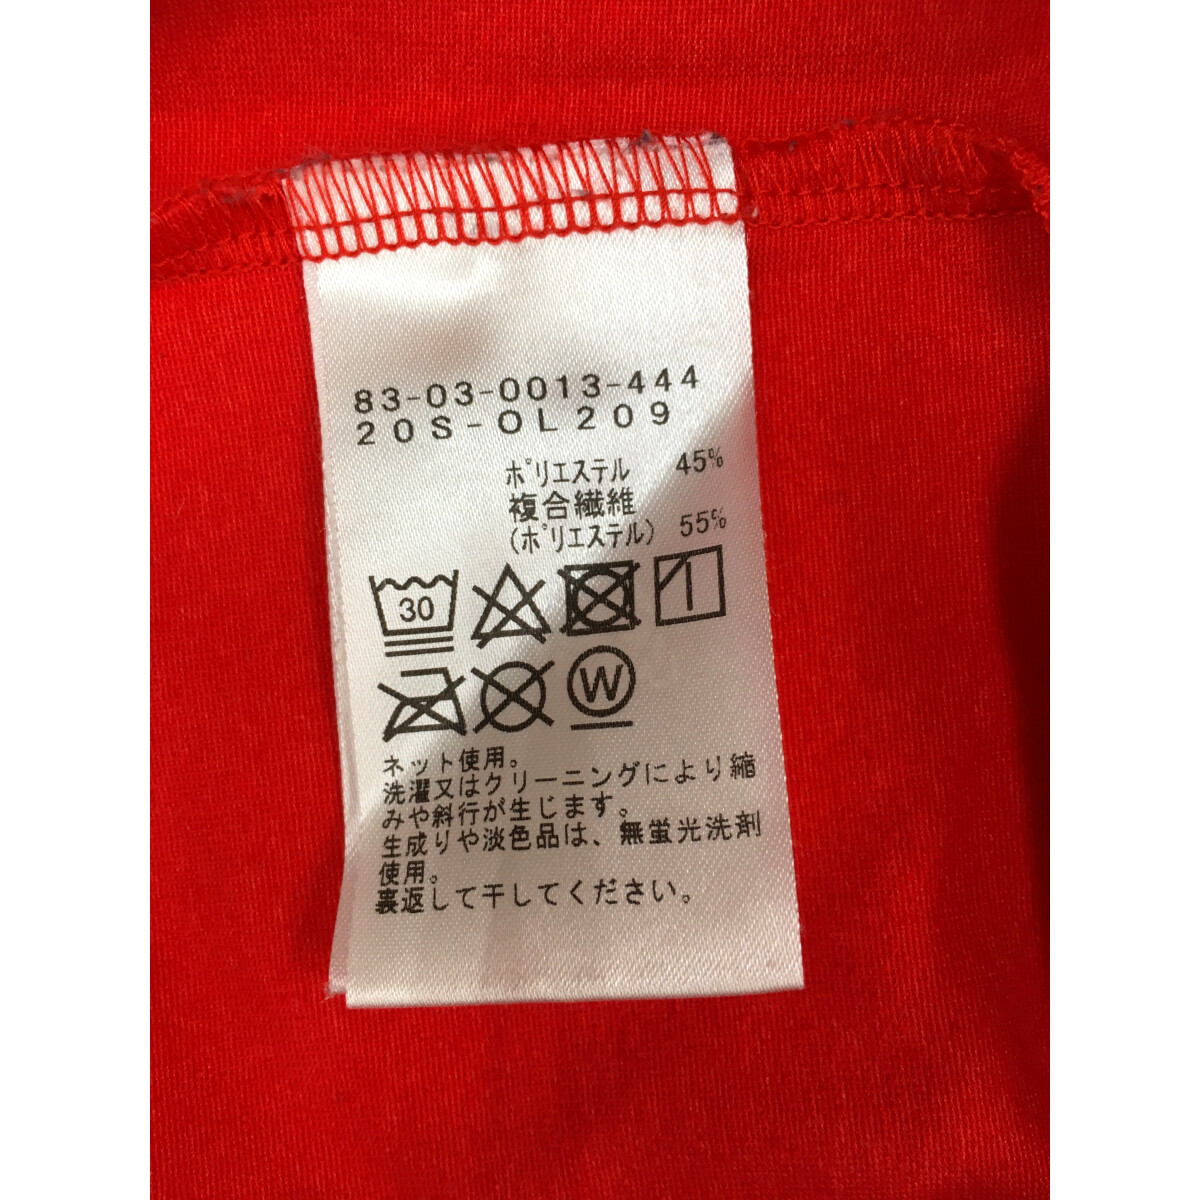 83-03-0013-444
20S-OL209
ポリエステル 45%
複合繊維
(ポリエステル) 55%
30
W
ネット使用。
洗濯又はクリーニングにより縮
みや斜行が生じます。
生成りや淡色品は、無蛍光洗剤
使用。
裏返して干してください。